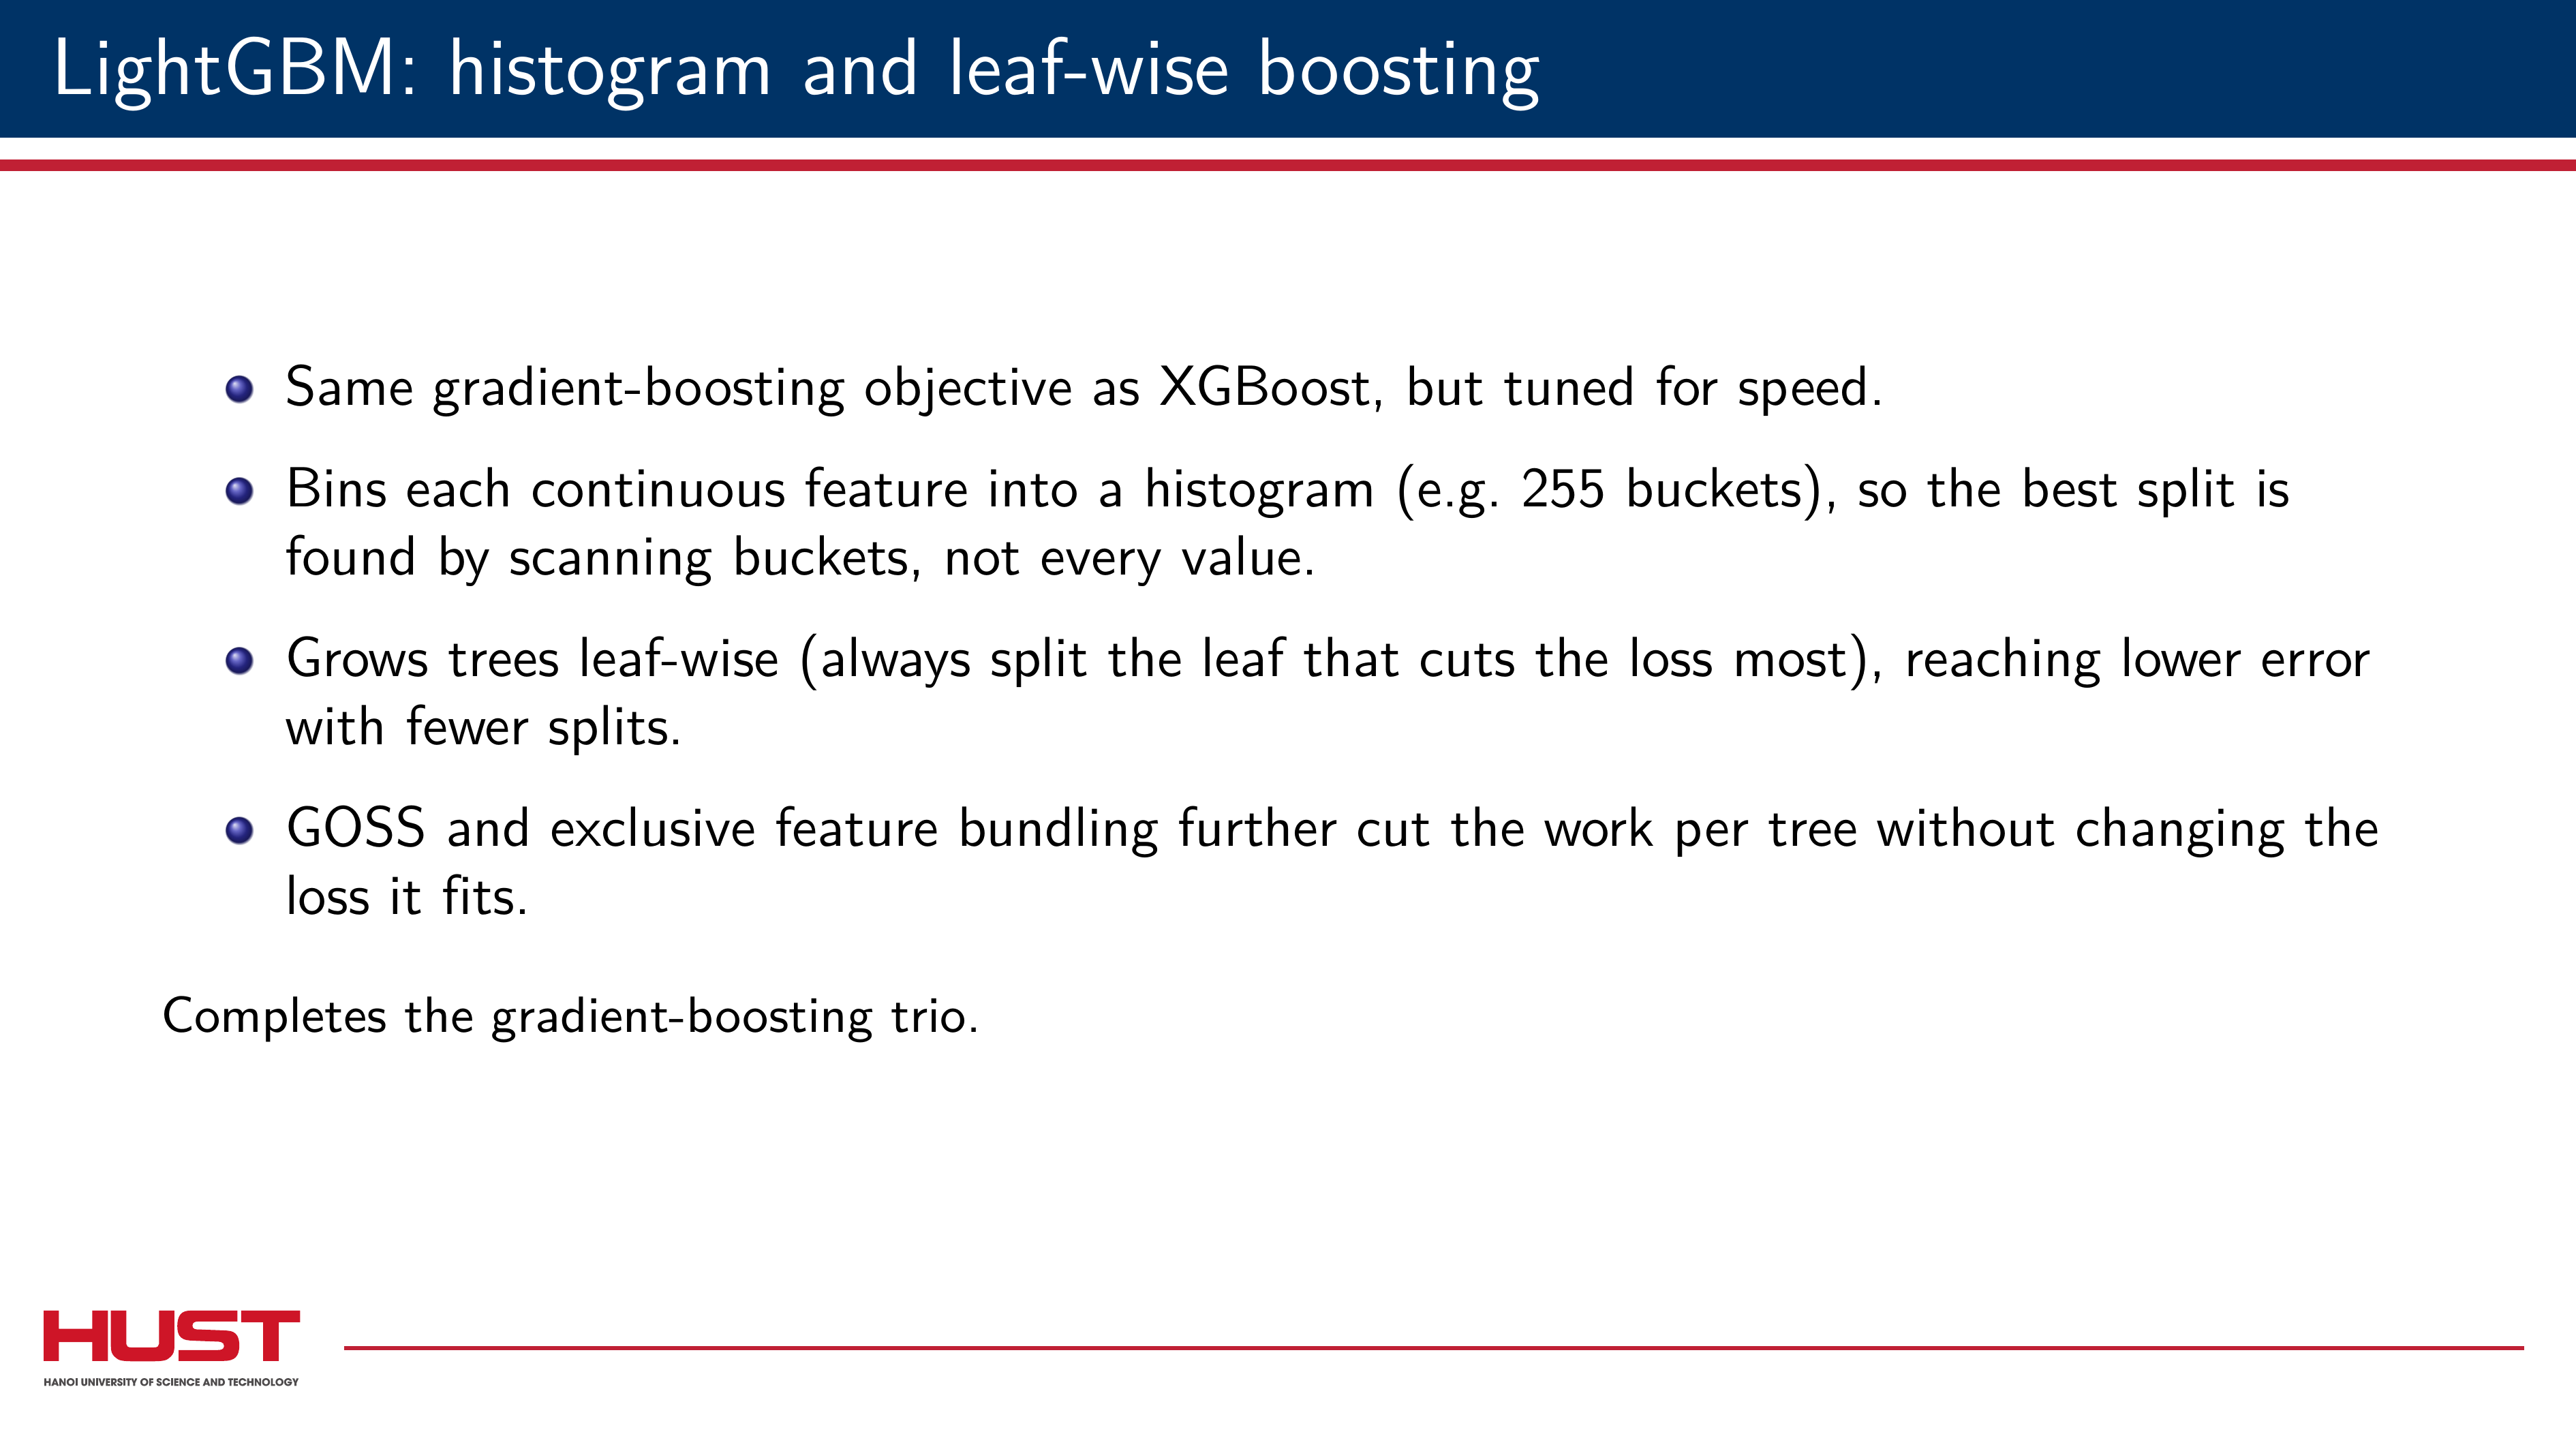 LightGBM: histogram and leaf-wise boosting
Same gradient-boosting objective as XGBoost, but tuned for speed.
Bins each continuous feature into a histogram (e.g. 255 buckets), so the best split is
found by scanning buckets, not every value.
Grows trees leaf-wise (always split the leaf that cuts the loss most), reaching lower error
with fewer splits.
GOSS and exclusive feature bundling further cut the work per tree without changing the
loss it fits.
Completes the gradient-boosting trio.
HUST
HANOI UNIVERSITY OF SCIENCE AND TECHNOLOGY